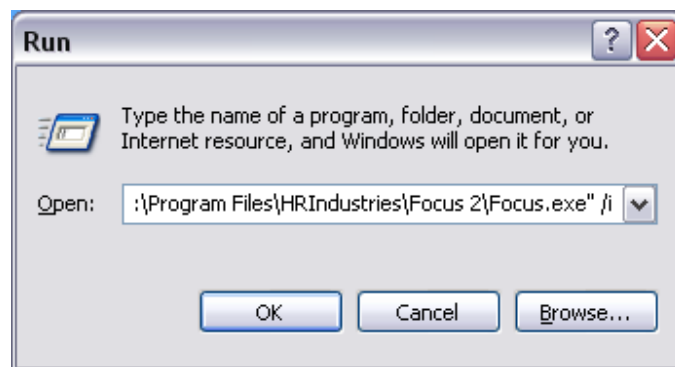 Run
Type the name of a program, folder, document, or
Internet resource, and Windows will open it for you.
Open: :\Program Files\HRIndustries\Focus 2\Focus.exe" /i
OK Cancel Browse...